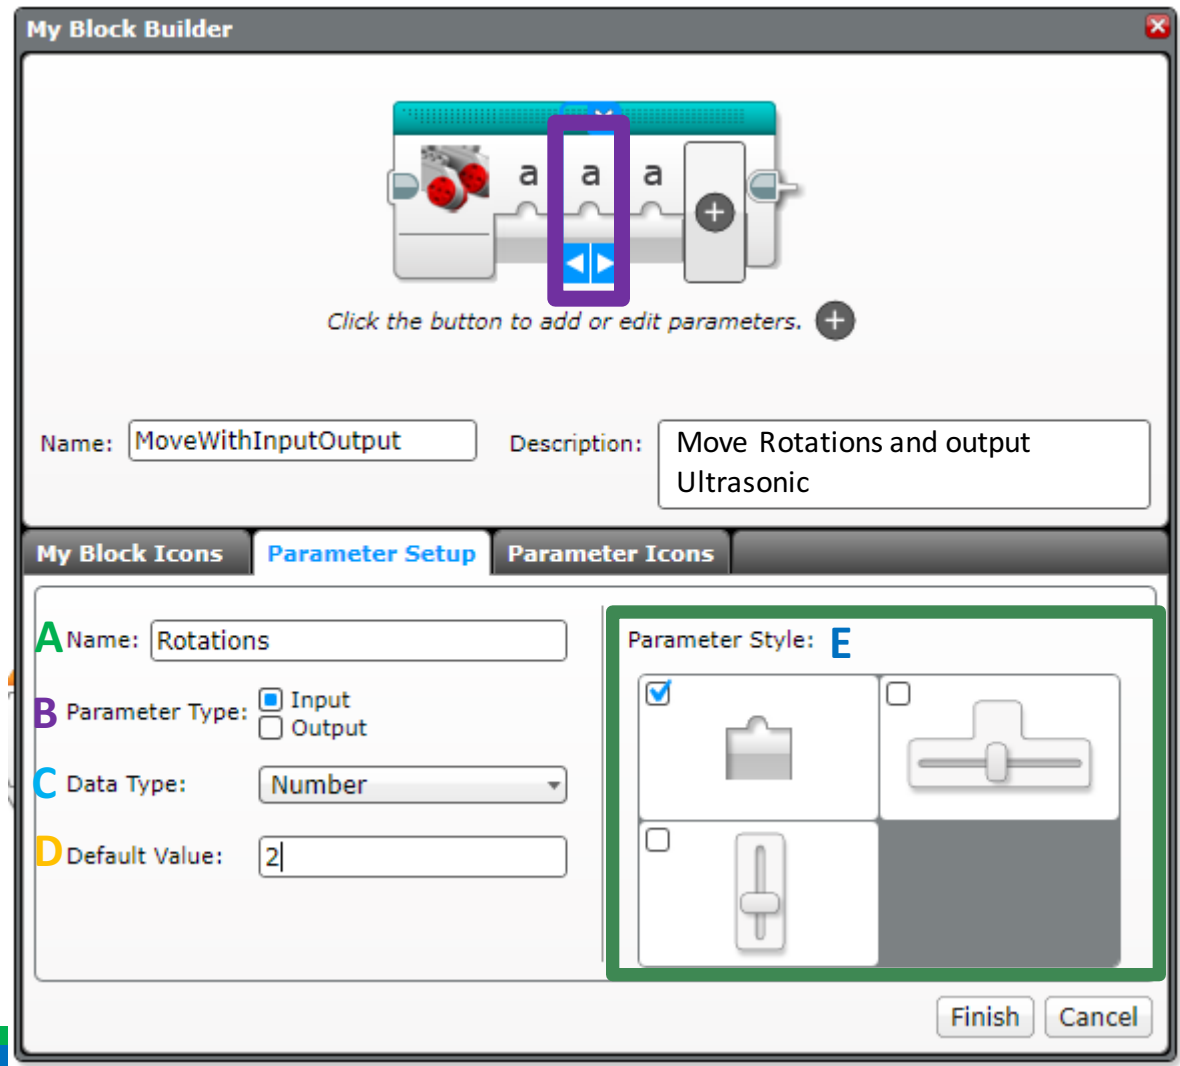 My Block Builder
a a a
Click the button to add or edit parameters.
Name: MoveWithInputOutput Description: Move Rotations and output
Ultrasonic
My Block Icons Parameter Setup Parameter Icons
A Name: Rotations Parameter Style: E
B Parameter Type: Input
Output
C Data Type: Number
D Default Value: 2
Finish Cancel